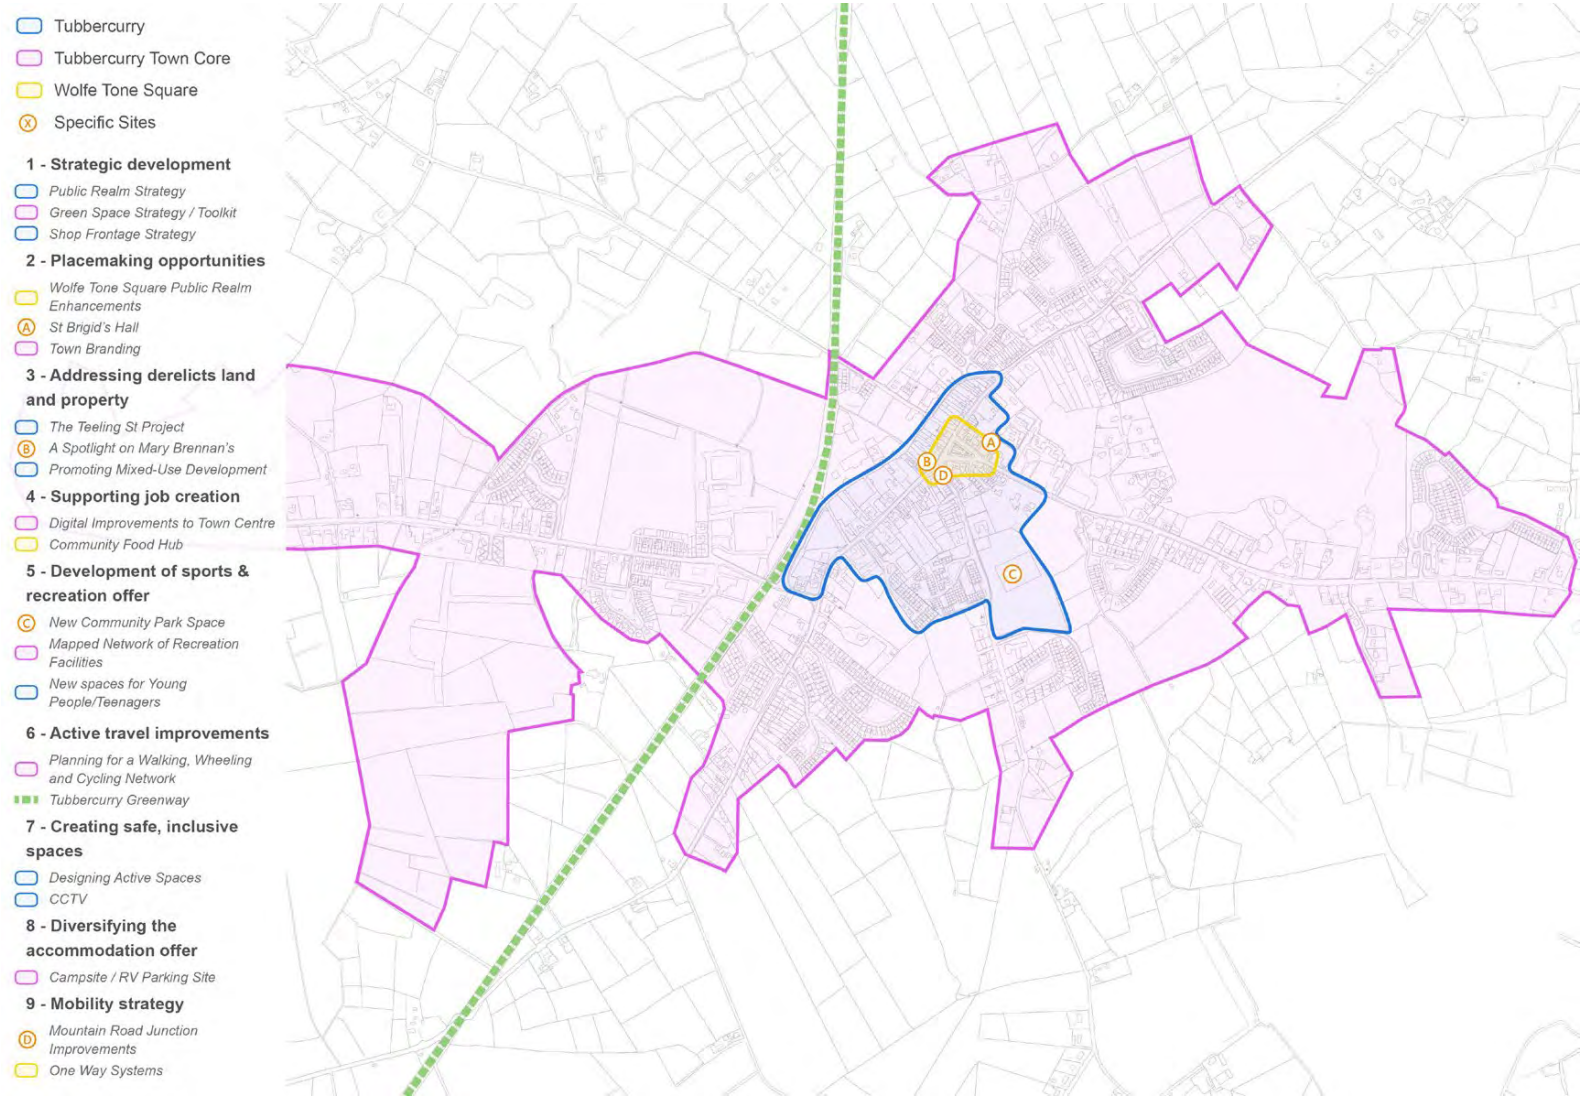 Tubbercurry
Tubbercurry Town Core
Wolfe Tone Square
X Specific Sites
1 - Strategic development
Public Realm Strategy
Green Space Strategy / Toolkit
Shop Frontage Strategy
2 - Placemaking opportunities
Wolfe Tone Square Public Realm
Enhancements
A St Brigid's Hall
Town Branding
3 - Addressing derelicts land
and property
The Teeling St Project
B A Spotlight on Mary Brennan's
Promoting Mixed-Use Development
4 - Supporting job creation
Digital Improvements to Town Centre
Community Food Hub
5 - Development of sports &
recreation offer
C New Community Park Space
Mapped Network of Recreation
Facilities
New spaces for Young
People/Teenagers
6 - Active travel improvements
Planning for a Walking, Wheeling
and Cycling Network
Tubbercurry Greenway
7 - Creating safe, inclusive
spaces
Designing Active Spaces
CCTV
8 - Diversifying the
accommodation offer
Campsite / RV Parking Site
9 - Mobility strategy
D Mountain Road Junction
Improvements
One Way Systems
A
B
D
C